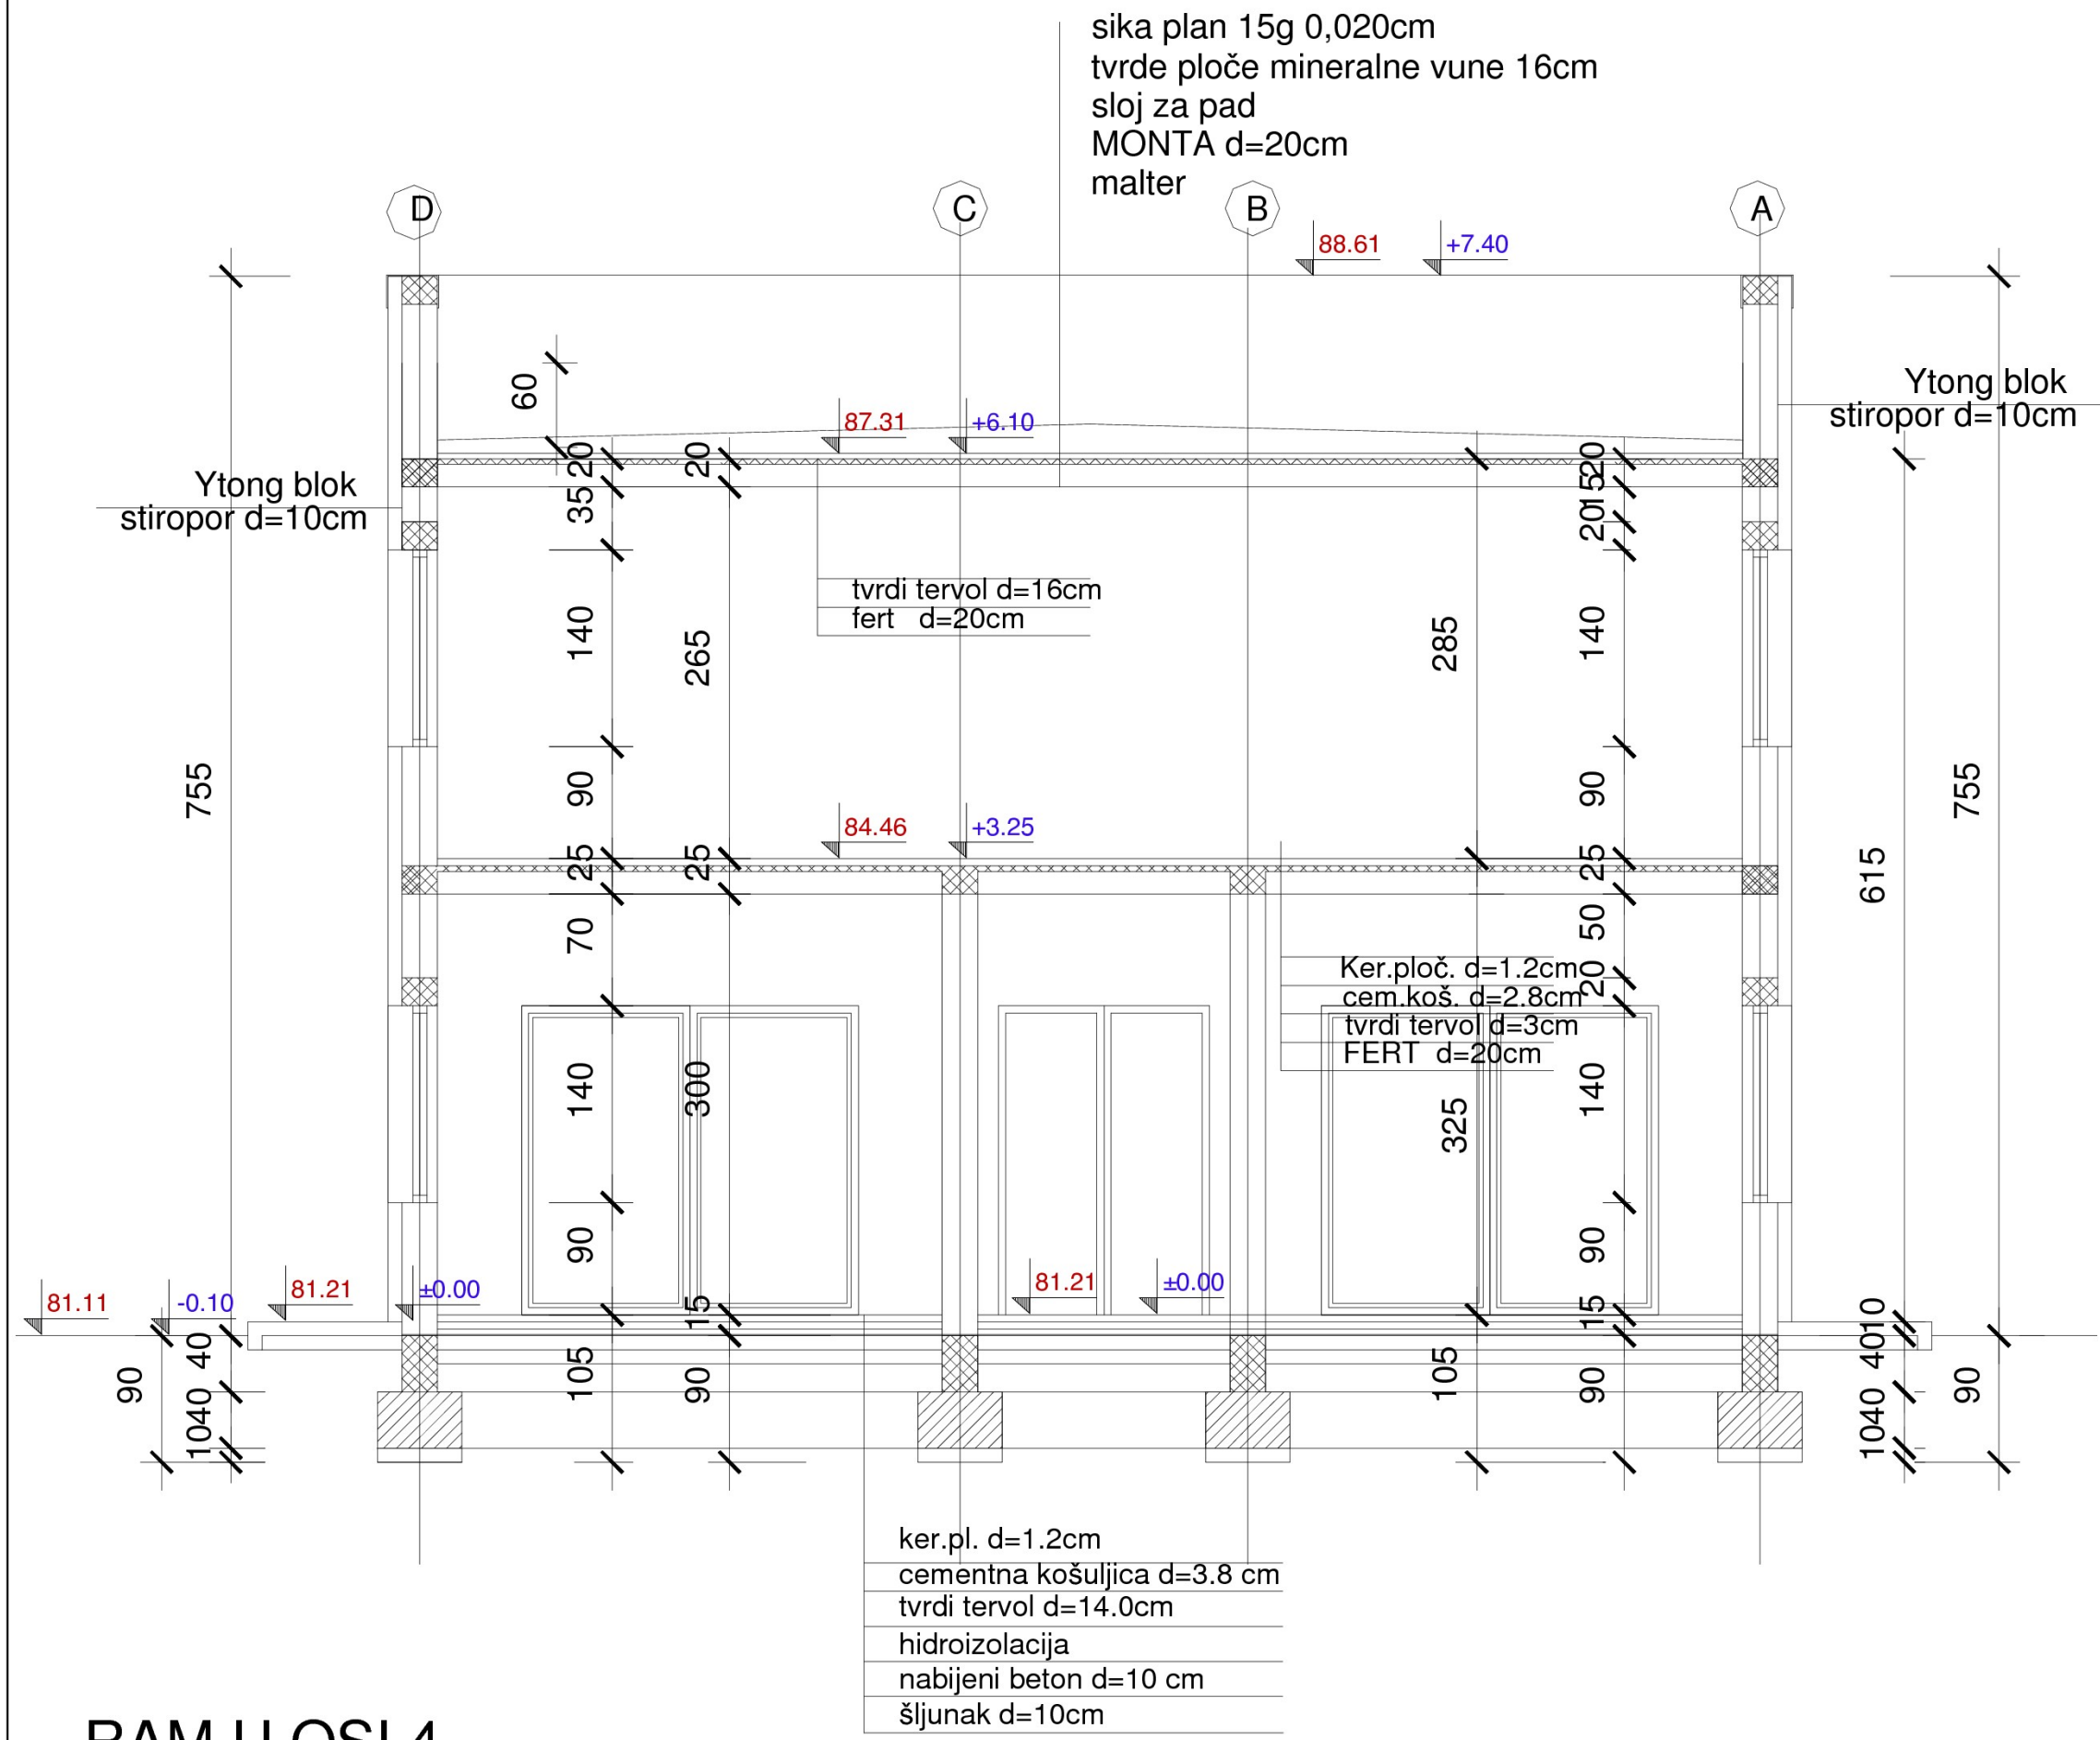 sika plan 15g 0,020cm
tvrde ploče mineralne vune 16cm
sloj za pad
MONTA d=20cm
malter
D
C
B
A
88.61
+7.40
60
Ytong blok
stiropor d=10cm
87.31
+6.10
20
20
20
Ytong blok
stiropor d=10cm
35
15
20
tvrdi tervol d=16cm
fert d=20cm
140
265
285
140
755
90
90
755
84.46
+3.25
25
25
25
615
70
50
Ker.ploč. d=1.2cm
20
cem.koš. d=2.8cm
tvrdi tervol d=3cm
FERT d=20cm
140
300
325
140
90
90
81.11
-0.10
81.21
±0.00
81.21
±0.00
15
15
10
40
40
90
105
90
105
90
90
40
10
40
10
ker.pl. d=1.2cm
cementna košuljica d=3.8 cm
tvrdi tervol d=14.0cm
hidroizolacija
nabijeni beton d=10 cm
šljunak d=10cm
RAM U OSI 4